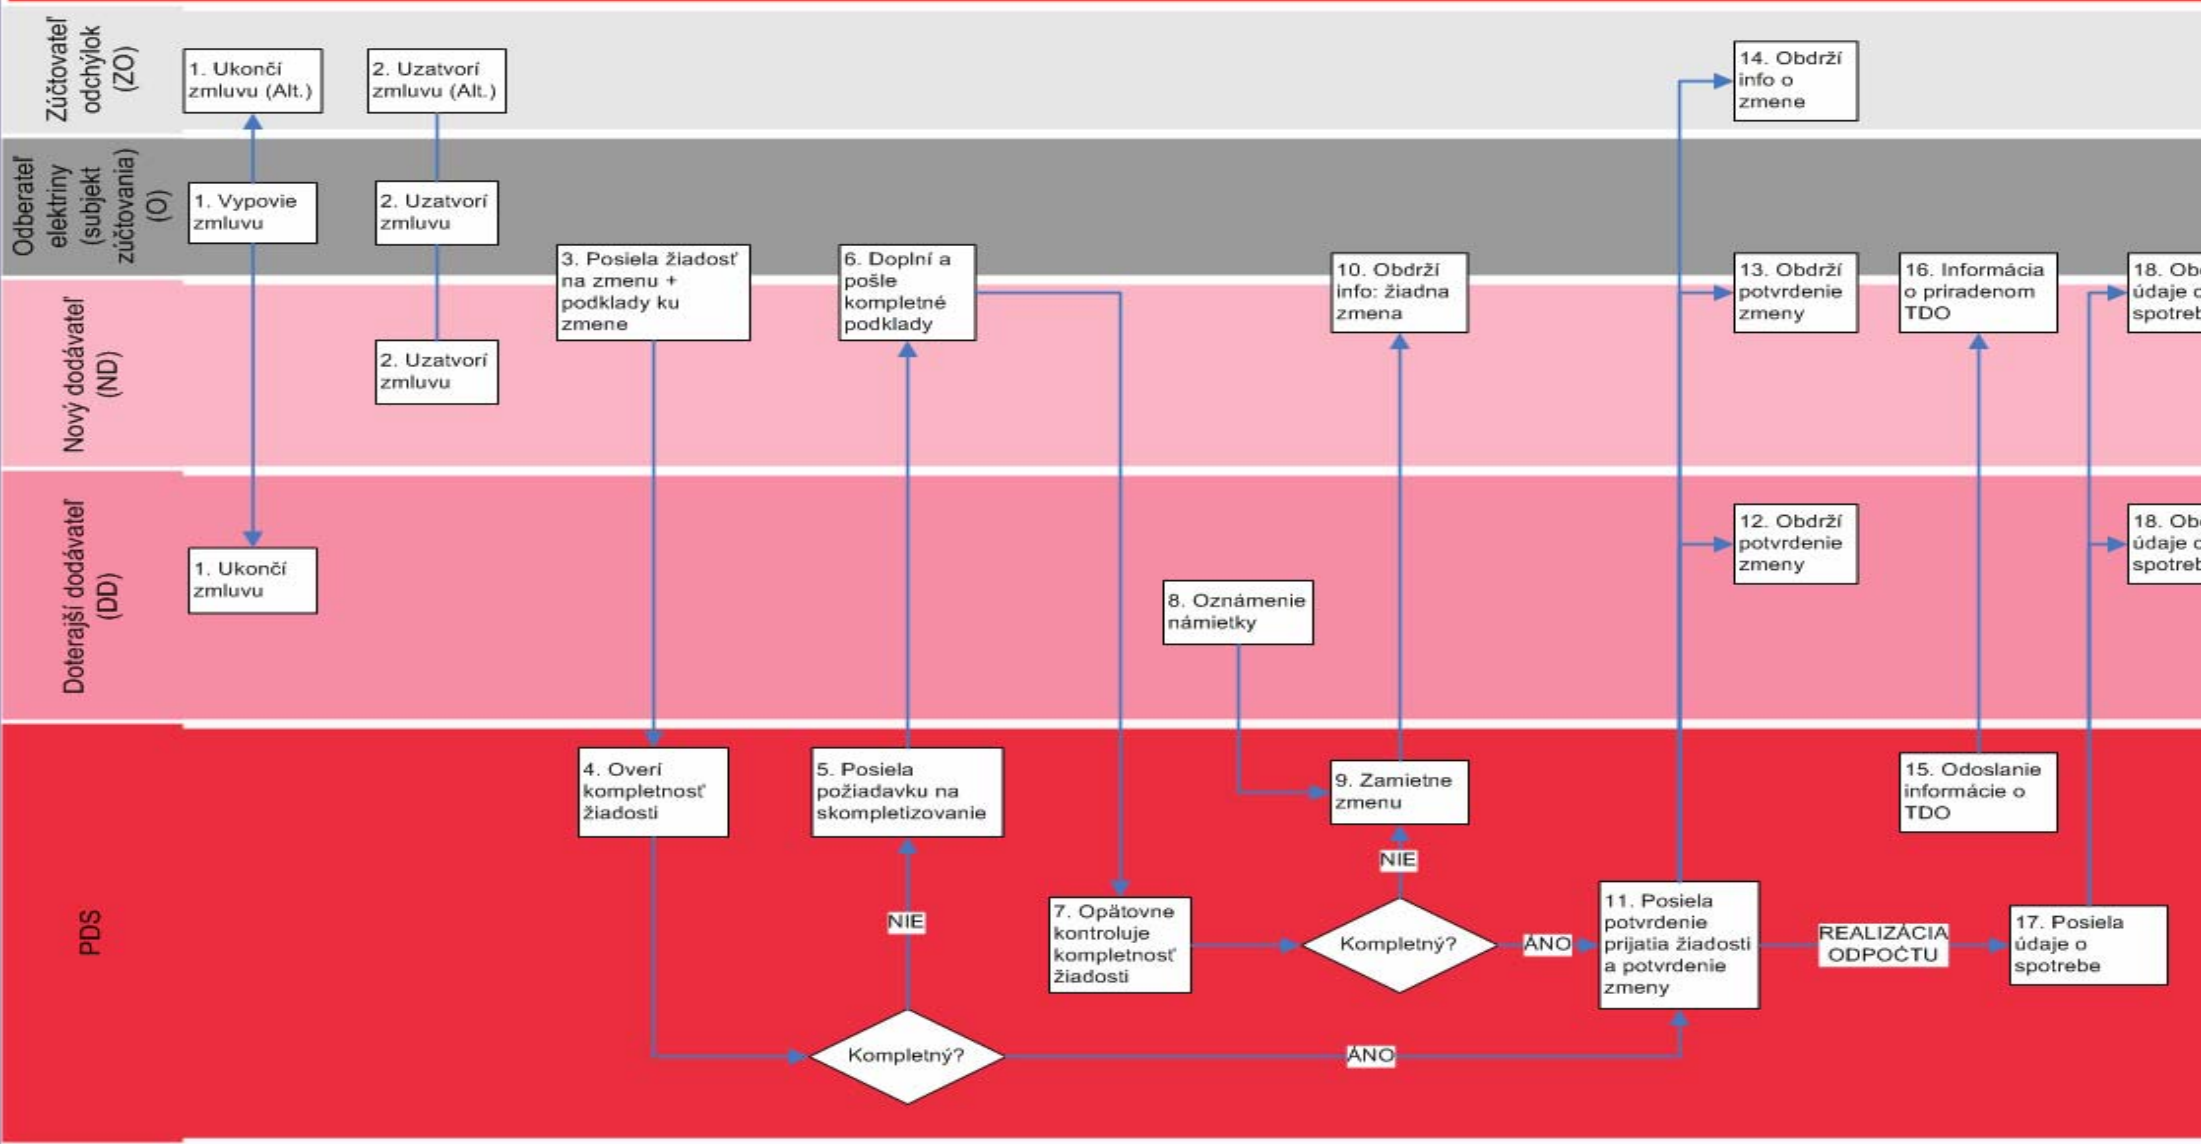 Zúčtovateľ
odchýlok
(ZO)
1. Ukončí
zmluvu (Alt.)
2. Uzatvorí
zmluvu (Alt.)
14. Obdrží
info o
zmene
Odberateľ
elektriny
(subjekt
zúčtovania)
(O)
1. Vypovie
zmluvu
2. Uzatvorí
zmluvu
3. Posiela žiadosť
na zmenu +
podklady ku
zmene
6. Doplní a
pošle
kompletné
podklady
10. Obdrží
info: žiadna
zmena
13. Obdrží
potvrdenie
zmeny
16. Informácia
o priradenom
TDO
18.
údaje
Nový dodávateľ
(ND)
2. Uzatvorí
zmluvu
Doterajší dodávateľ
(DD)
1. Ukončí
zmluvu
8. Oznámenie
námietky
12. Obdrží
potvrdenie
zmeny
18.
údaje
PDS
4. Overí
kompletnosť
žiadosti
5. Posiela
požiadavku na
skompletizovanie
9. Zamietne
zmenu
15. Odoslanie
informácie o
TDO
NIE
NIE
7. Opätovne
kontroluje
kompletnosť
žiadosti
Kompletný?
ÁNO
11. Posiela
potvrdenie
prijatia žiadosti
a potvrdenie
zmeny
REALIZÁCIA
ODPOČTU
17. Posiela
údaje o
spotrebe
Kompletný?
ÁNO